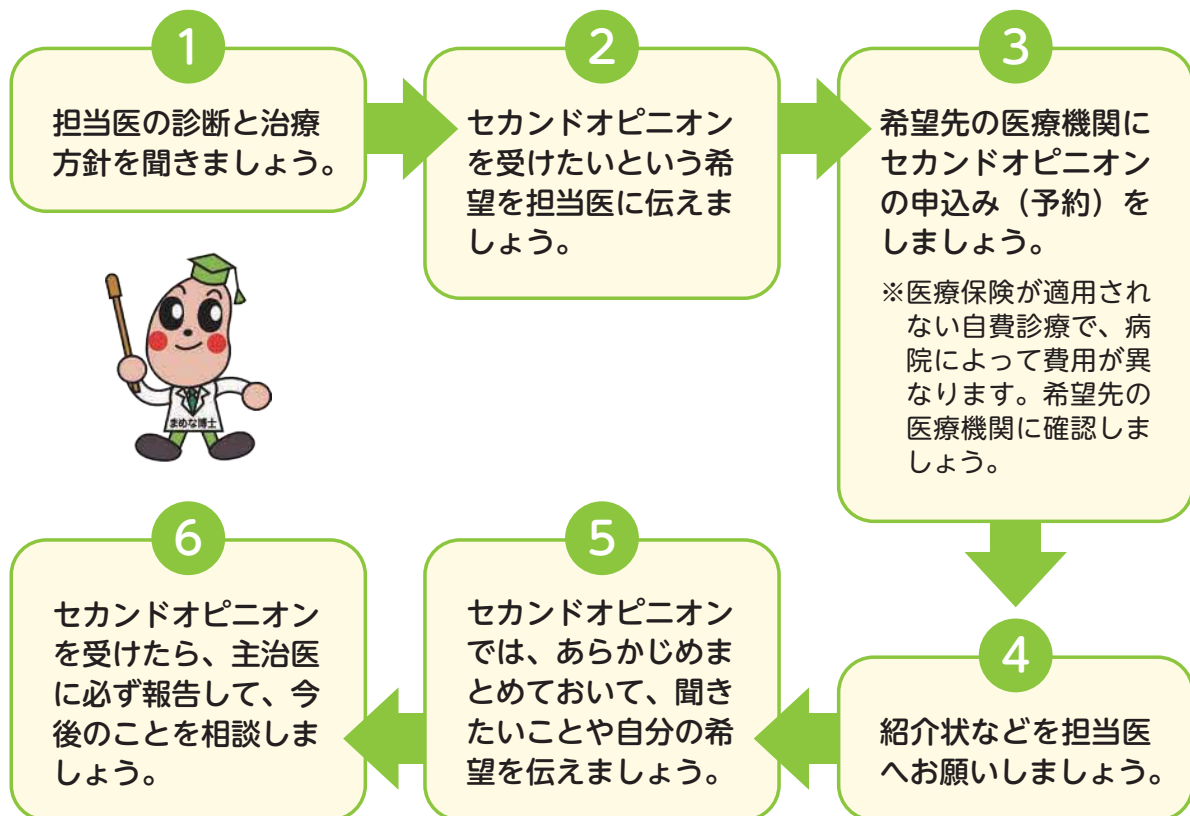 1
担当医の診断と治療
方針を聞きましょう。
2
セカンドオピニオン
を受けたいという希
望を担当医に伝えま
しょう。
3
希望先の医療機関に
セカンドオピニオン
の申込み（予約）を
しましょう。
※医療保険が適用され
ない自費診療で、病
院によって費用が異
なります。希望先の
医療機関に確認しま
しょう。
まめな博士
4
紹介状などを担当医
へお願いしましょう。
5
セカンドオピニオン
では、あらかじめま
とめておいて、聞き
たいことや自分の希
望を伝えましょう。
6
セカンドオピニオン
を受けたら、主治医
に必ず報告して、今
後のことを相談しま
しょう。